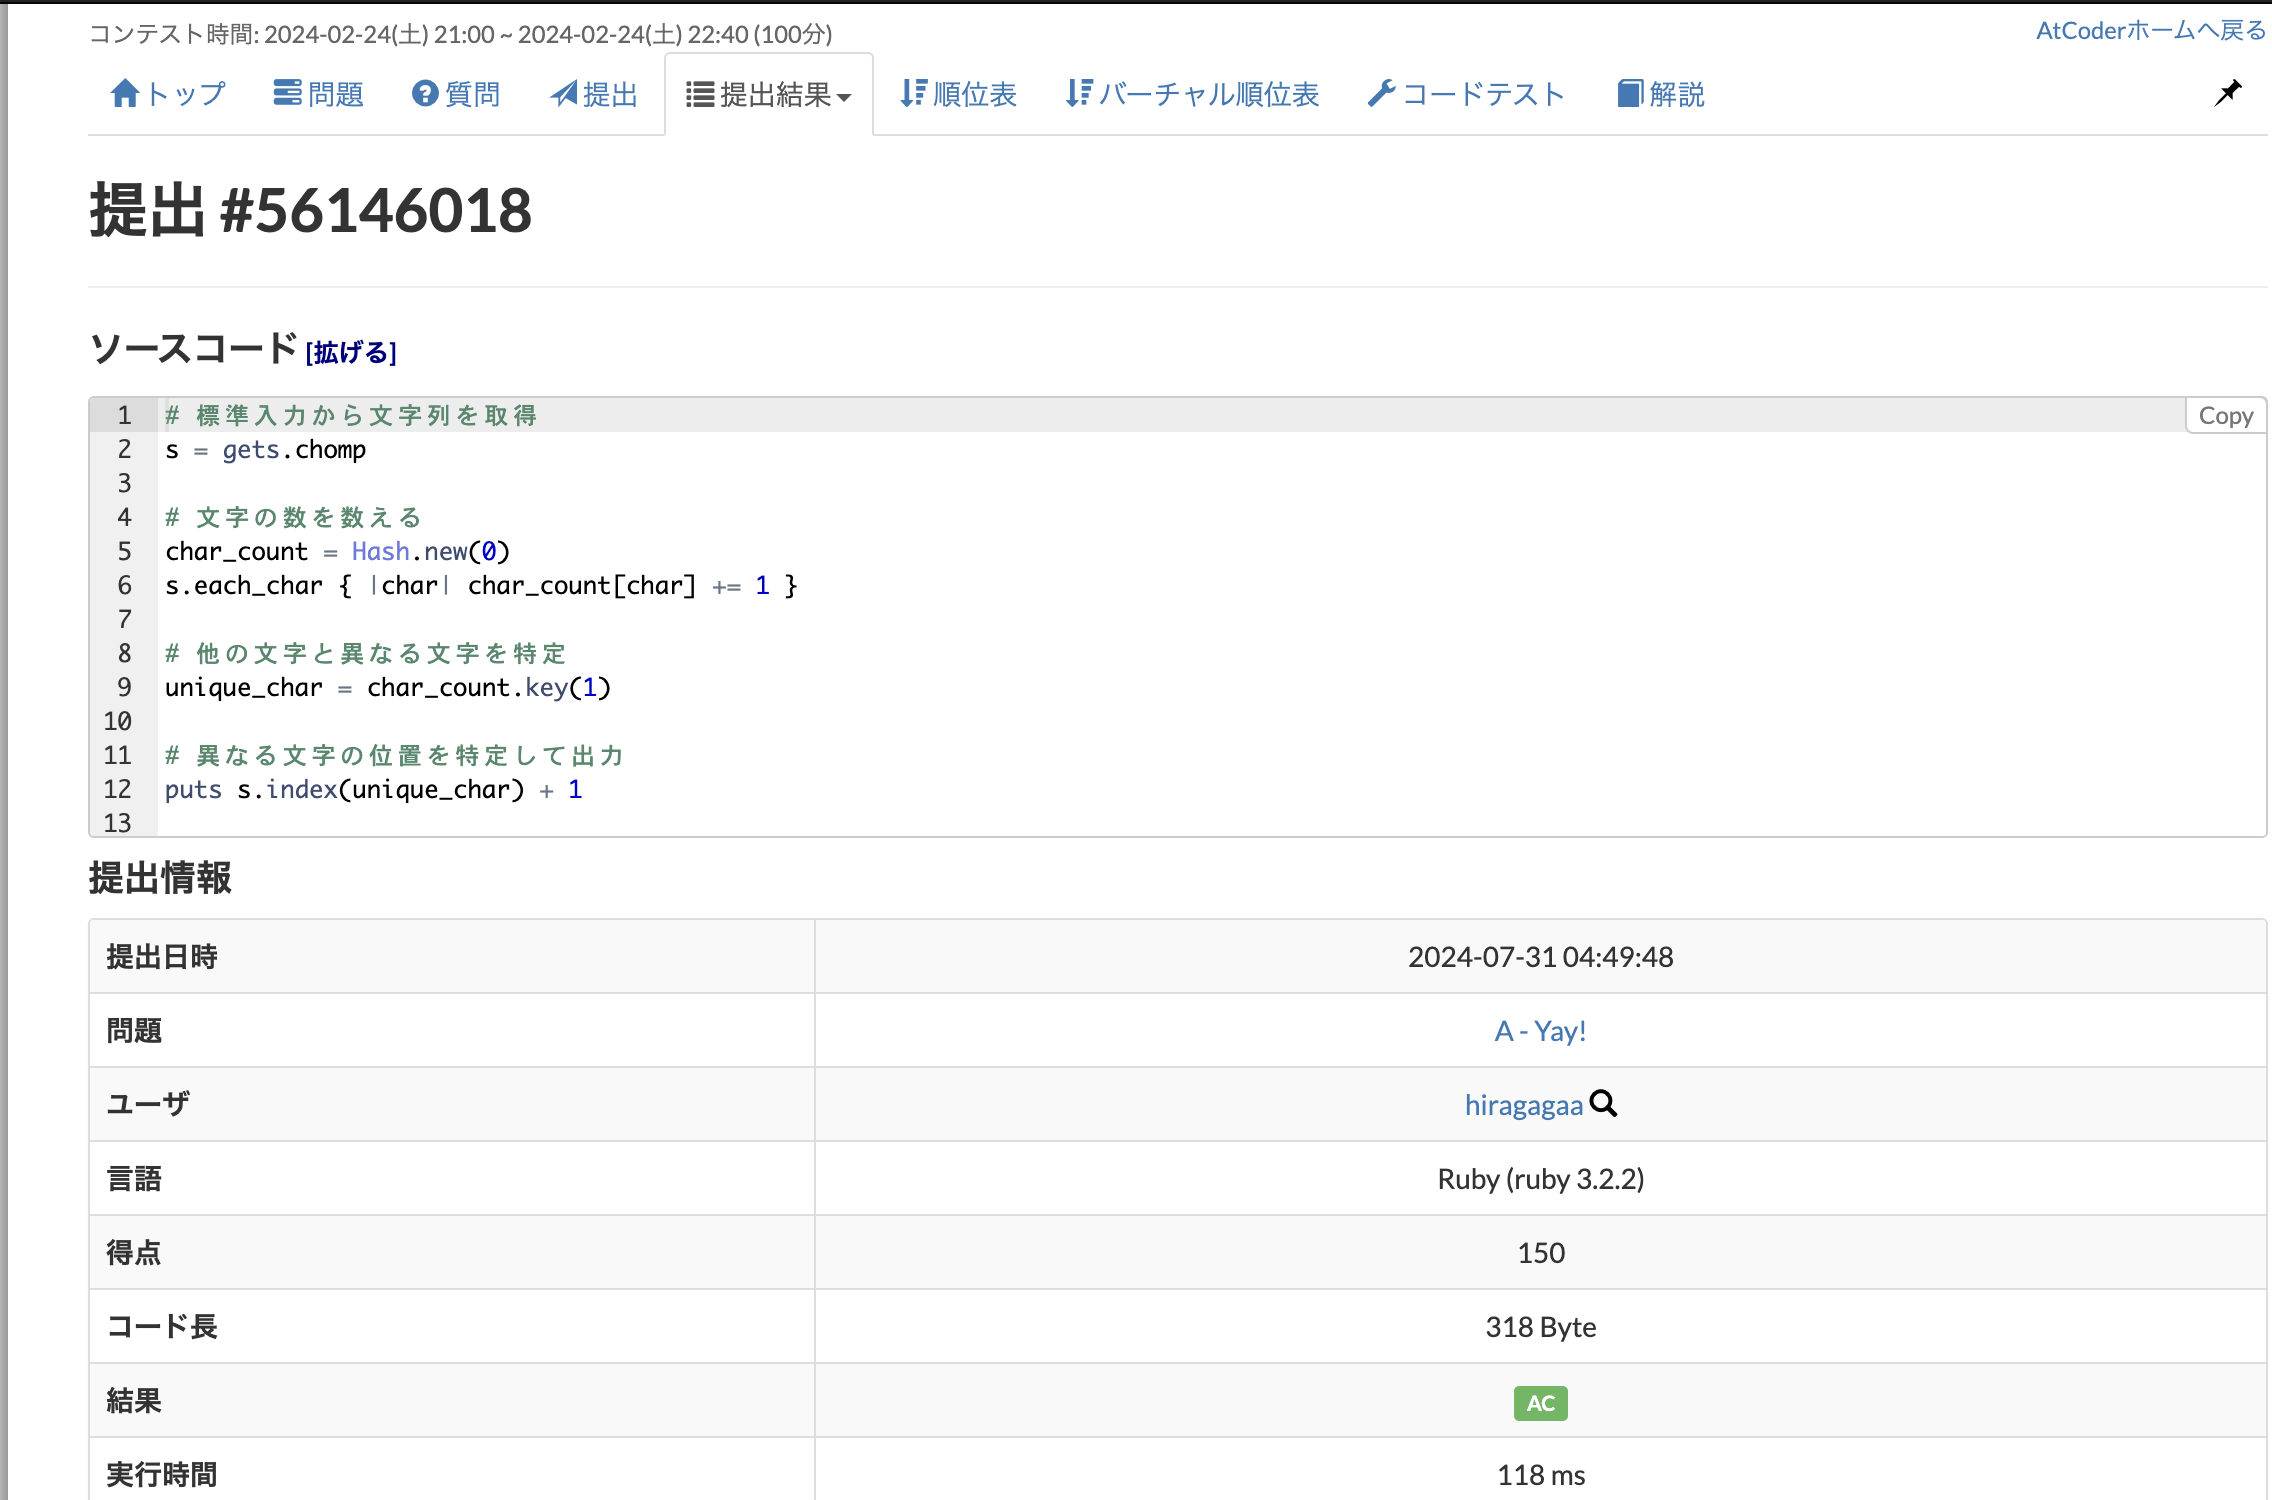 コンテスト時間: 2024-02-24(土) 21:00 ~ 2024-02-24(土) 22:40 (100分)
AtCoderホームへ戻る
トップ 問題 質問 提出 提出結果 順位表 バーチャル順位表 コードテスト 解説
提出 #56146018
ソースコード [拡げる]
Copy
1 # 標準入力から文字列を取得
2 s = gets.chomp
3
4 # 文字の数を数える
5 char_count = Hash.new(0)
6 s.each_char { |char| char_count[char] += 1 }
7
8 # 他の文字と異なる文字を特定
9 unique_char = char_count.key(1)
10
11 # 異なる文字の位置を特定して出力
12 puts s.index(unique_char) + 1
13
提出情報
提出日時 2024-07-31 04:49:48
問題 A - Yay!
ユーザ hiragagaa
言語 Ruby (ruby 3.2.2)
得点 150
コード長 318 Byte
結果 AC
実行時間 118 ms